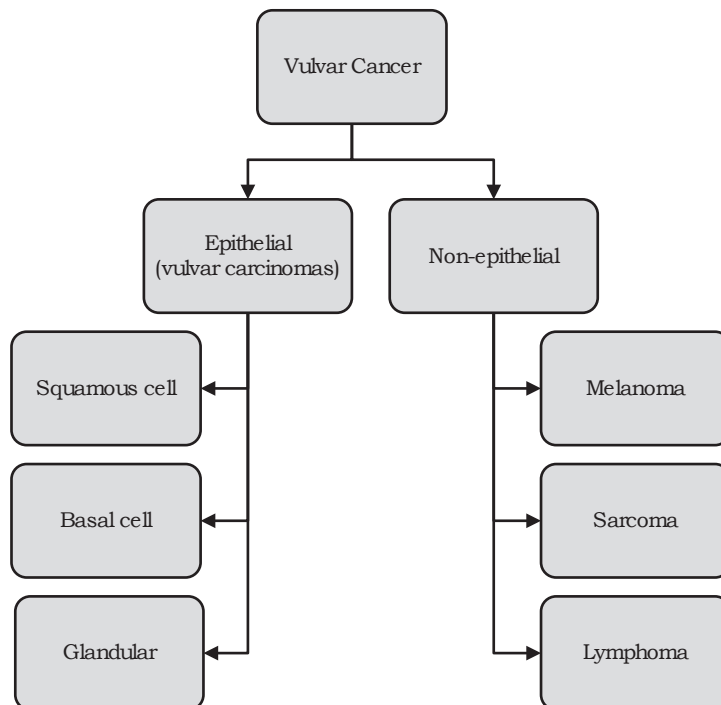 Vulvar Cancer
Epithelial
(vulvar carcinomas)
Non-epithelial
Squamous cell
Melanoma
Basal cell
Sarcoma
Glandular
Lymphoma